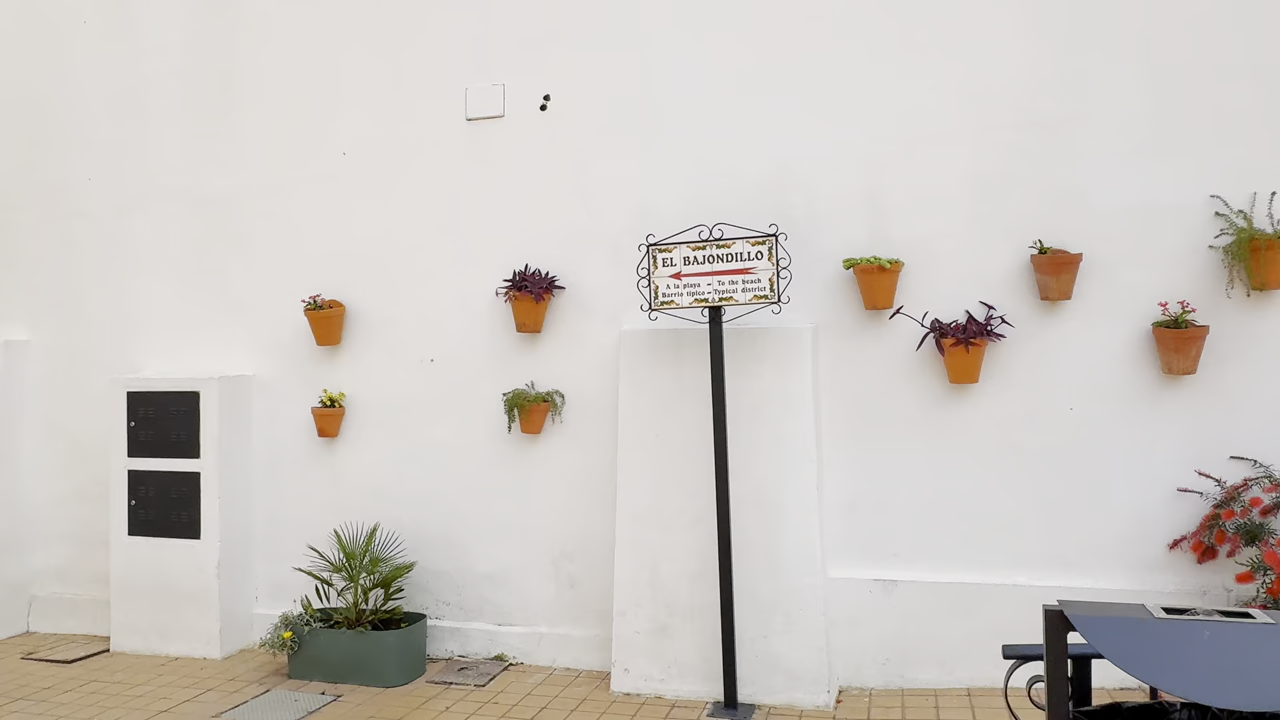 EL BAJONDILLO
A la playa - To the beach
Barrio típico - Typical district